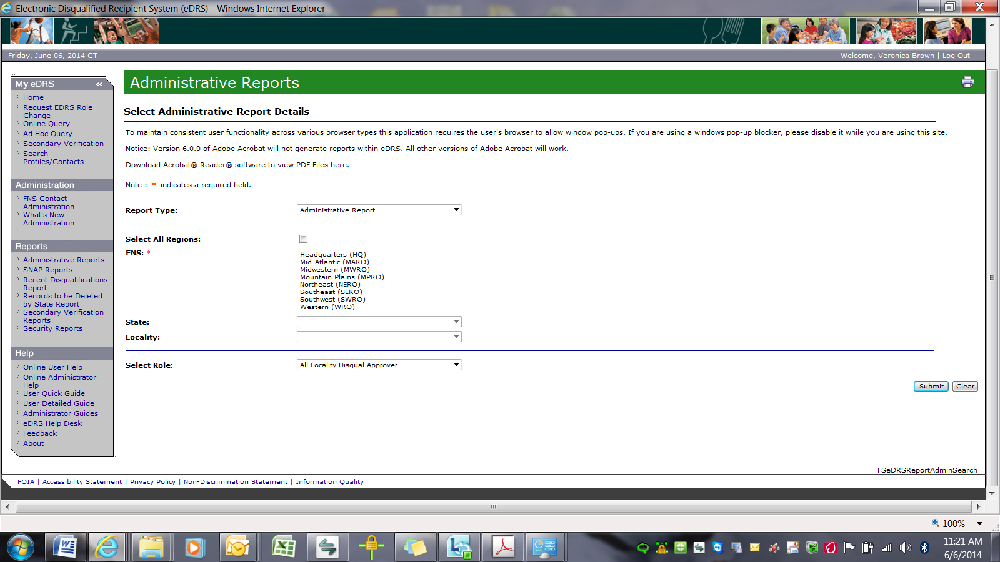 Electronic Disqualified Recipient System (eDRS) - Windows Internet Explorer
Friday, June 06, 2014 CT
Welcome, Veronica Brown | Log Out
My eDRS
Home
Request EDRS Role
Change
Online Query
Ad Hoc Query
Secondary Verification
Search
Profiles/Contacts
Administration
FNS Contact
Administration
What's New
Administration
Reports
Administrative Reports
SNAP Reports
Recent Disqualifications
Report
Records to be Deleted
by State Report
Secondary Verification
Reports
Security Reports
Help
Online User Help
Online Administrator
Help
User Quick Guide
User Detailed Guide
Administrator Guides
eDRS Help Desk
Feedback
About
Administrative Reports
Select Administrative Report Details
To maintain consistent user functionality across various browser types this application requires the user's browser to allow window pop-ups. If you are using a windows pop-up blocker, please disable it while you are using this site.
Notice: Version 6.0.0 of Adobe Acrobat will not generate reports within eDRS. All other versions of Adobe Acrobat will work.
Download Acrobat® Reader® software to view PDF Files here.
Note : '*' indicates a required field.
Report Type: Administrative Report
Select All Regions:
FNS: *
Headquarters (HQ)
Mid-Atlantic (MARO)
Midwestern (MWRO)
Mountain Plains (MPRO)
Northeast (NERO)
Southeast (SERO)
Southwest (SWRO)
Western (WRO)
State:
Locality:
Select Role: All Locality Disqual Approver
Submit Clear
FSeDRSReportAdminSearch
FOIA | Accessibility Statement | Privacy Policy | Non-Discrimination Statement | Information Quality
100%
11:21 AM
6/6/2014